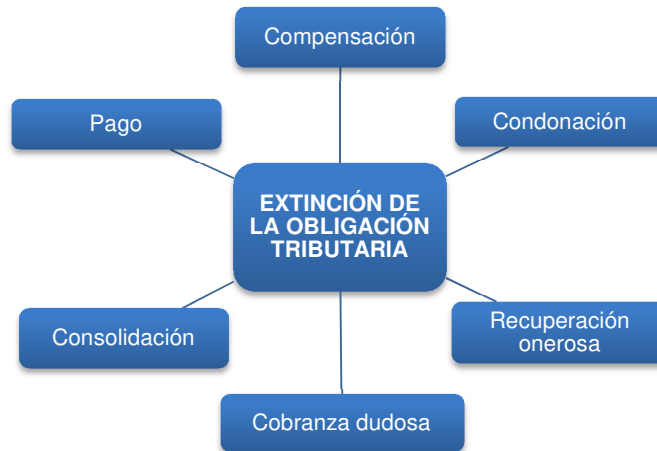 Compensación
Pago
Condonación
EXTINCIÓN DE
LA OBLIGACIÓN
TRIBUTARIA
Consolidación
Recuperación
onerosa
Cobranza dudosa